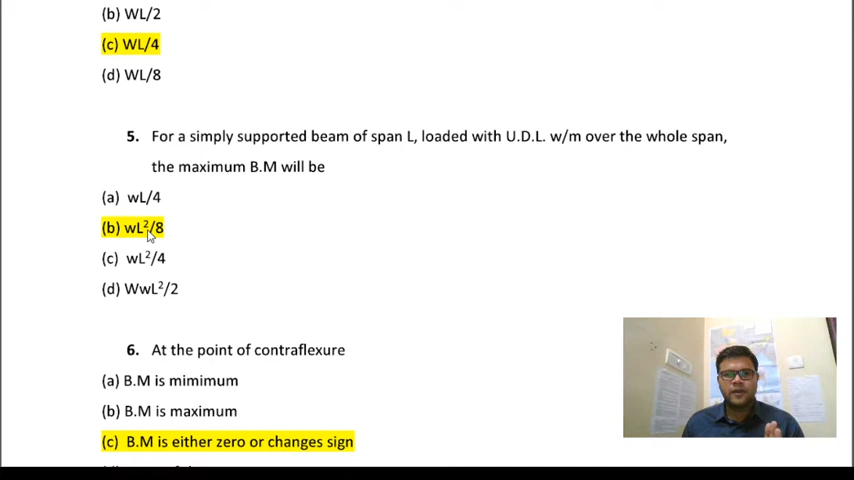 (b) WL/2
(c) WL/4
(d) WL/8
5. For a simply supported beam of span L, loaded with U.D.L. w/m over the whole span,
the maximum B.M will be
(a) wL/4
(b) wL²/8
(c) wL²/4
(d) WwL²/2
6. At the point of contraflexure
(a) B.M is mimimum
(b) B.M is maximum
(c) B.M is either zero or changes sign